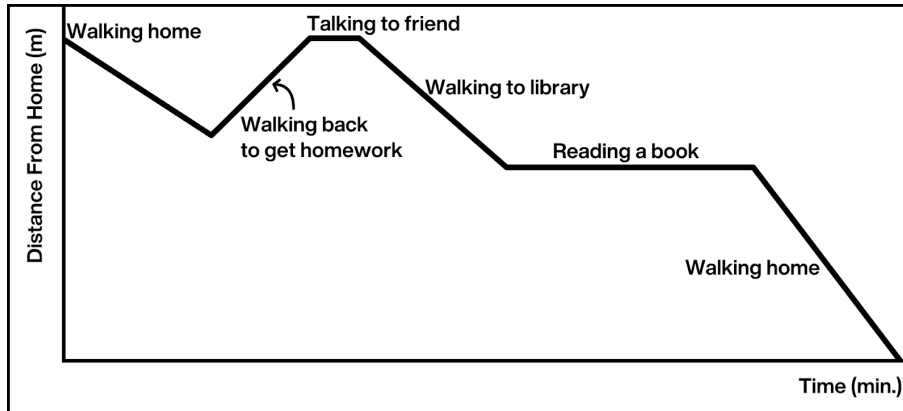 Distance From Home (m)
Walking home
Talking to friend
Walking to library
Walking back
to get homework
Reading a book
Walking home
Time (min.)